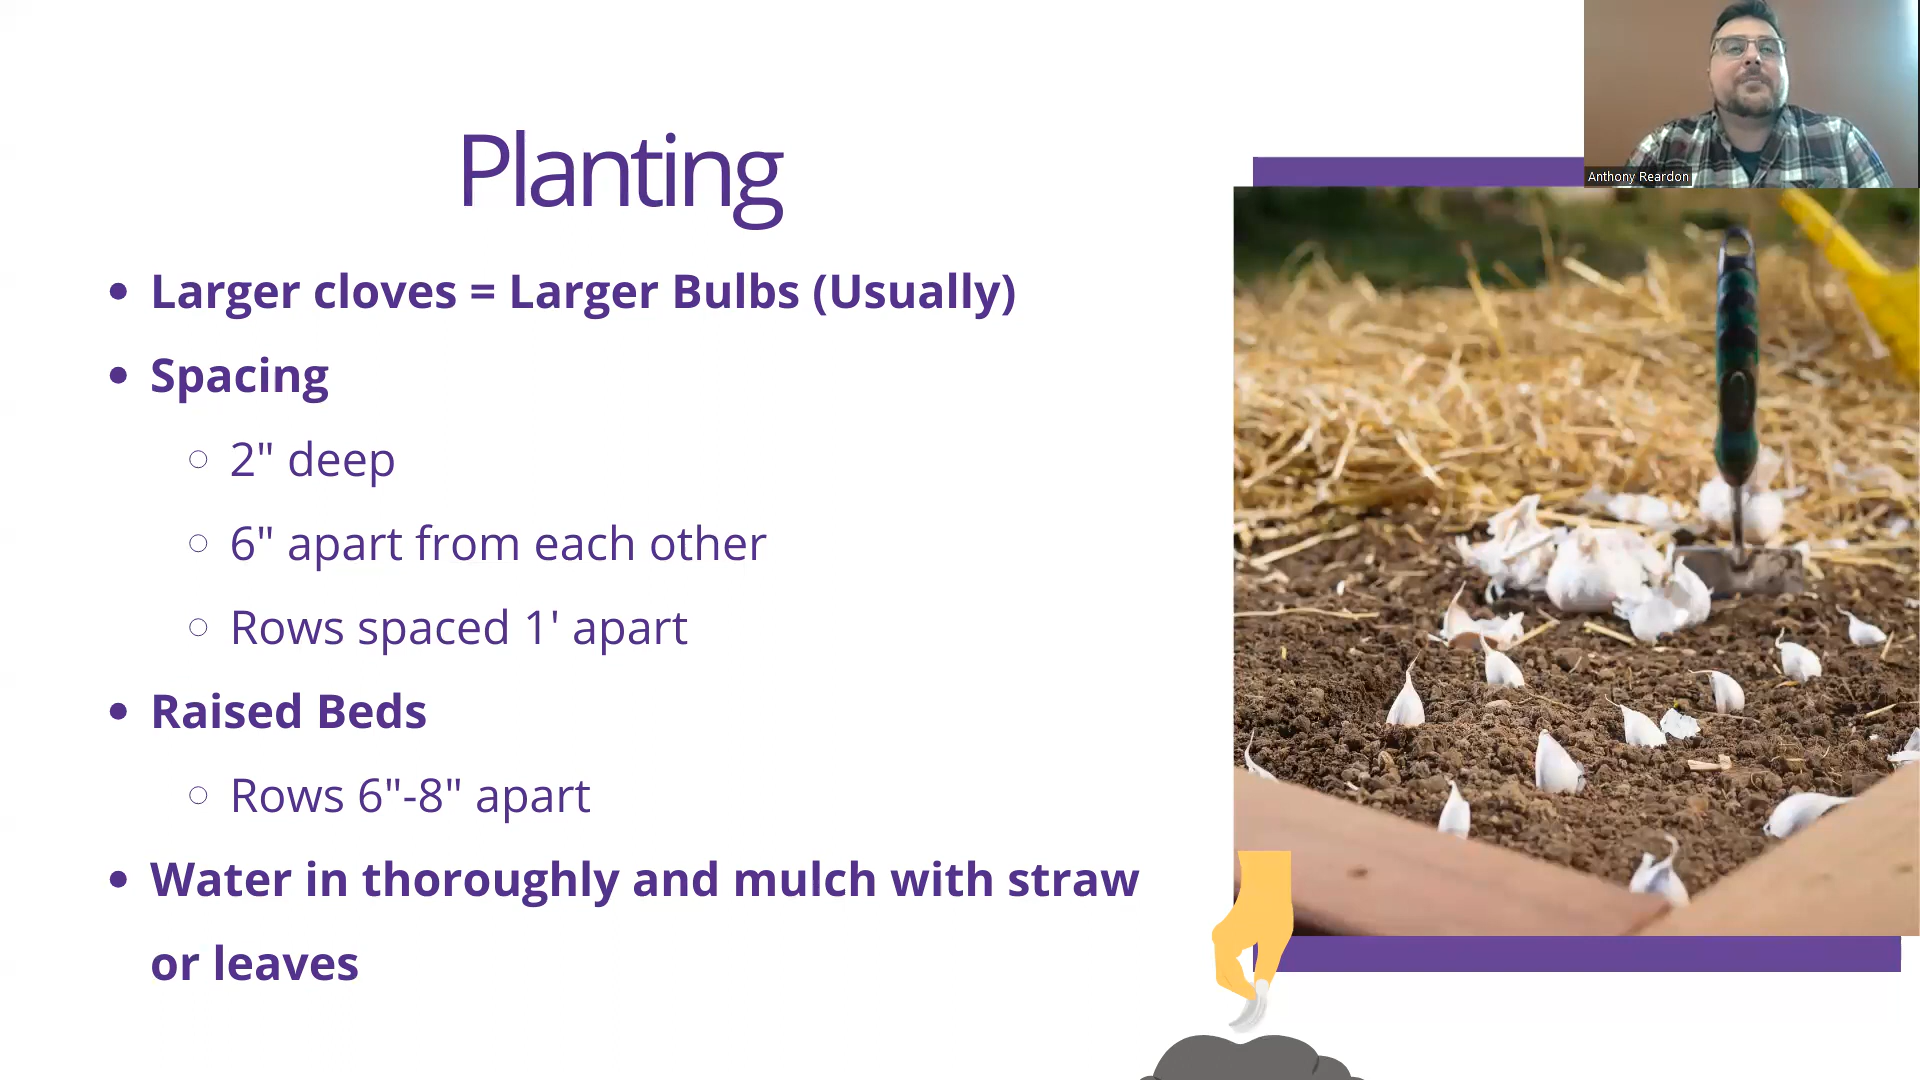 Planting
Larger cloves = Larger Bulbs (Usually)
Spacing
2" deep
6" apart from each other
Rows spaced 1' apart
Raised Beds
Rows 6"-8" apart
Water in thoroughly and mulch with straw
or leaves
Anthony Reardon